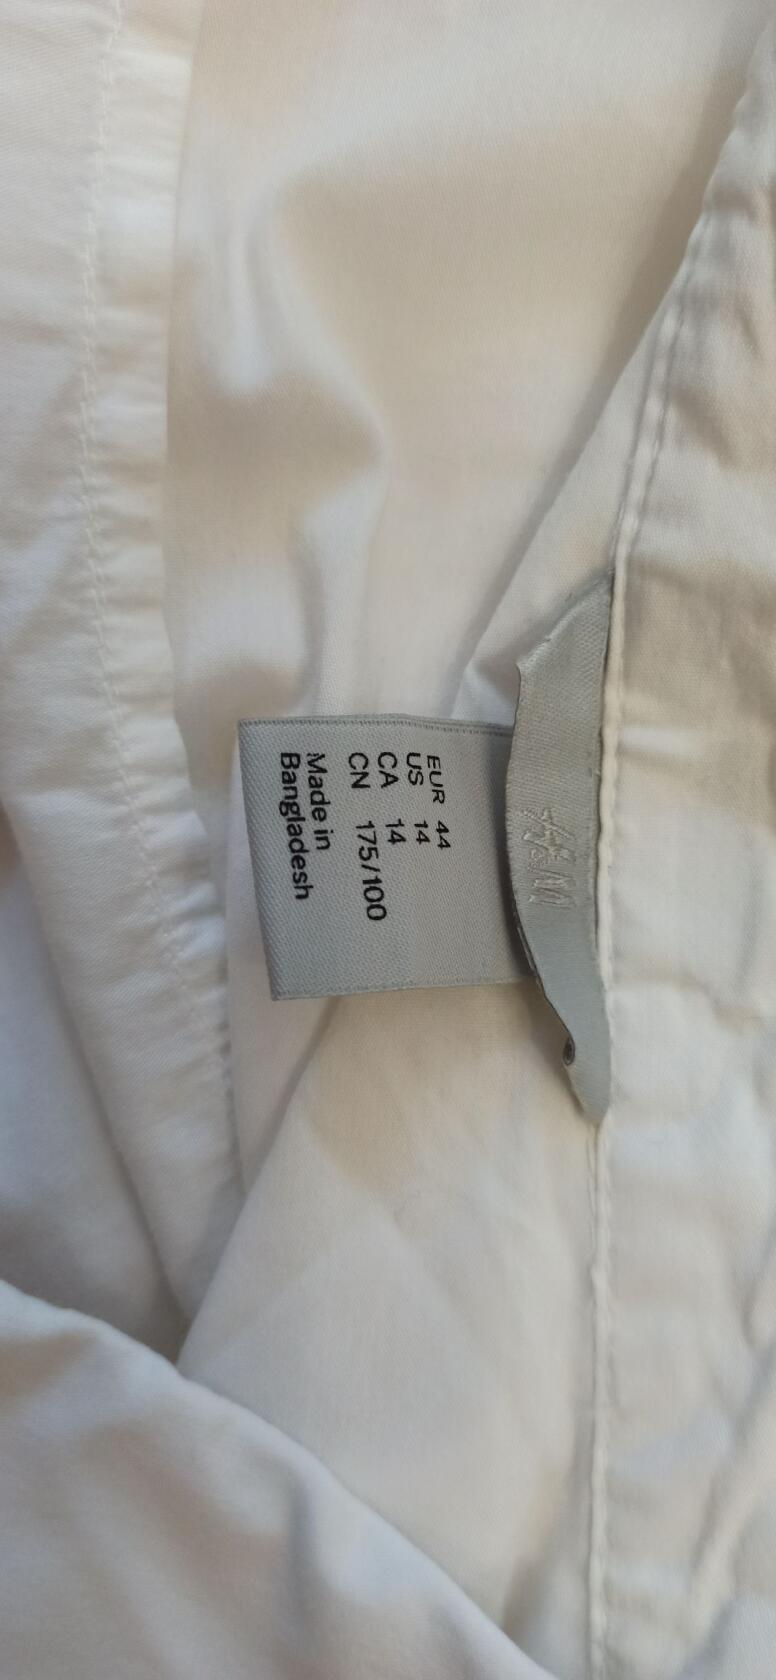 H&M
EUR 44
US 14
CA 14
CN 175/100
Made in
Bangladesh